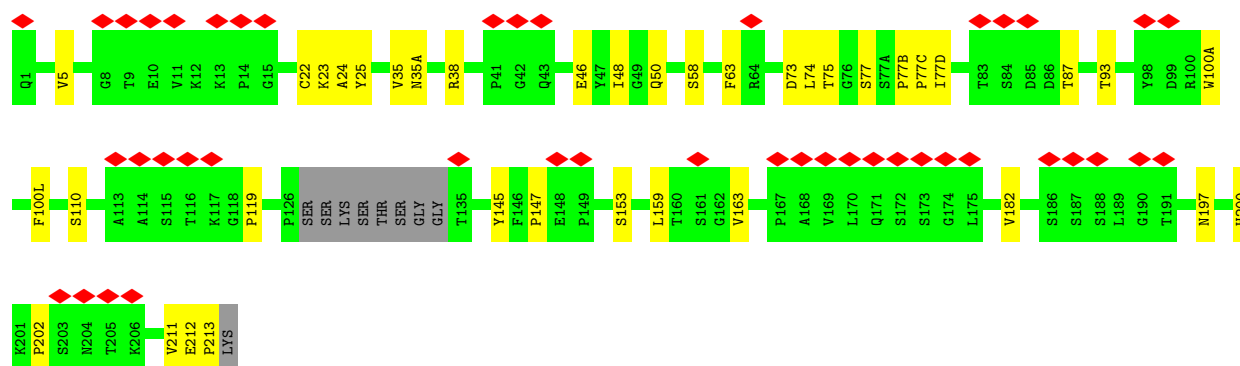 Q1 V5 G8 T9 E10 V11 K12 K13 P14 G15 C22 K23 A24 Y25 V35 N35A R38 P41 G42 Q43 E46 Y47 I48 G49 Q50 S58 F63 R64 D73 L74 T75 G76 S77 S77A P77B P77C I77D T83 S84 D85 D86 T87 T93 Y98 D99 R100 W100A
F100L S110 A113 A114 S115 T116 K117 G118 P119 P126 SER SER LYS SER THR SER GLY GLY T135 Y145 F146 P147 E148 P149 S153 L159 T160 S161 G162 V163 P167 A168 V169 L170 Q171 S172 S173 G174 L175 V182 S186 S187 S188 L189 G190 T191 N197
K201 P202 S203 N204 T205 K206 V211 E212 P213 LYS